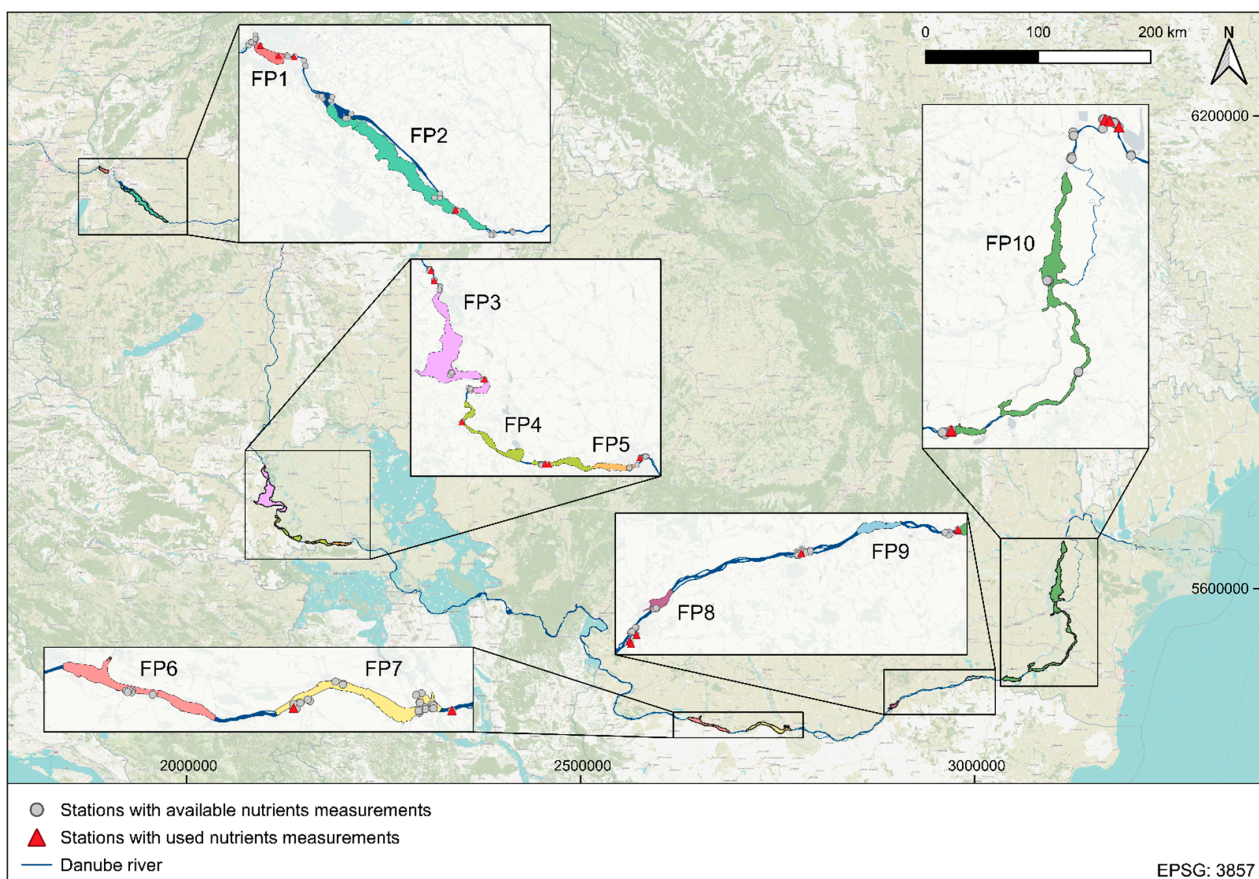 0 100 200 km
N
FP1
FP2
6200000
FP10
FP3
FP4
FP5
FP9
FP8
5600000
FP6
FP7
2000000
2500000
3000000
Stations with available nutrients measurements
Stations with used nutrients measurements
Danube river
EPSG: 3857